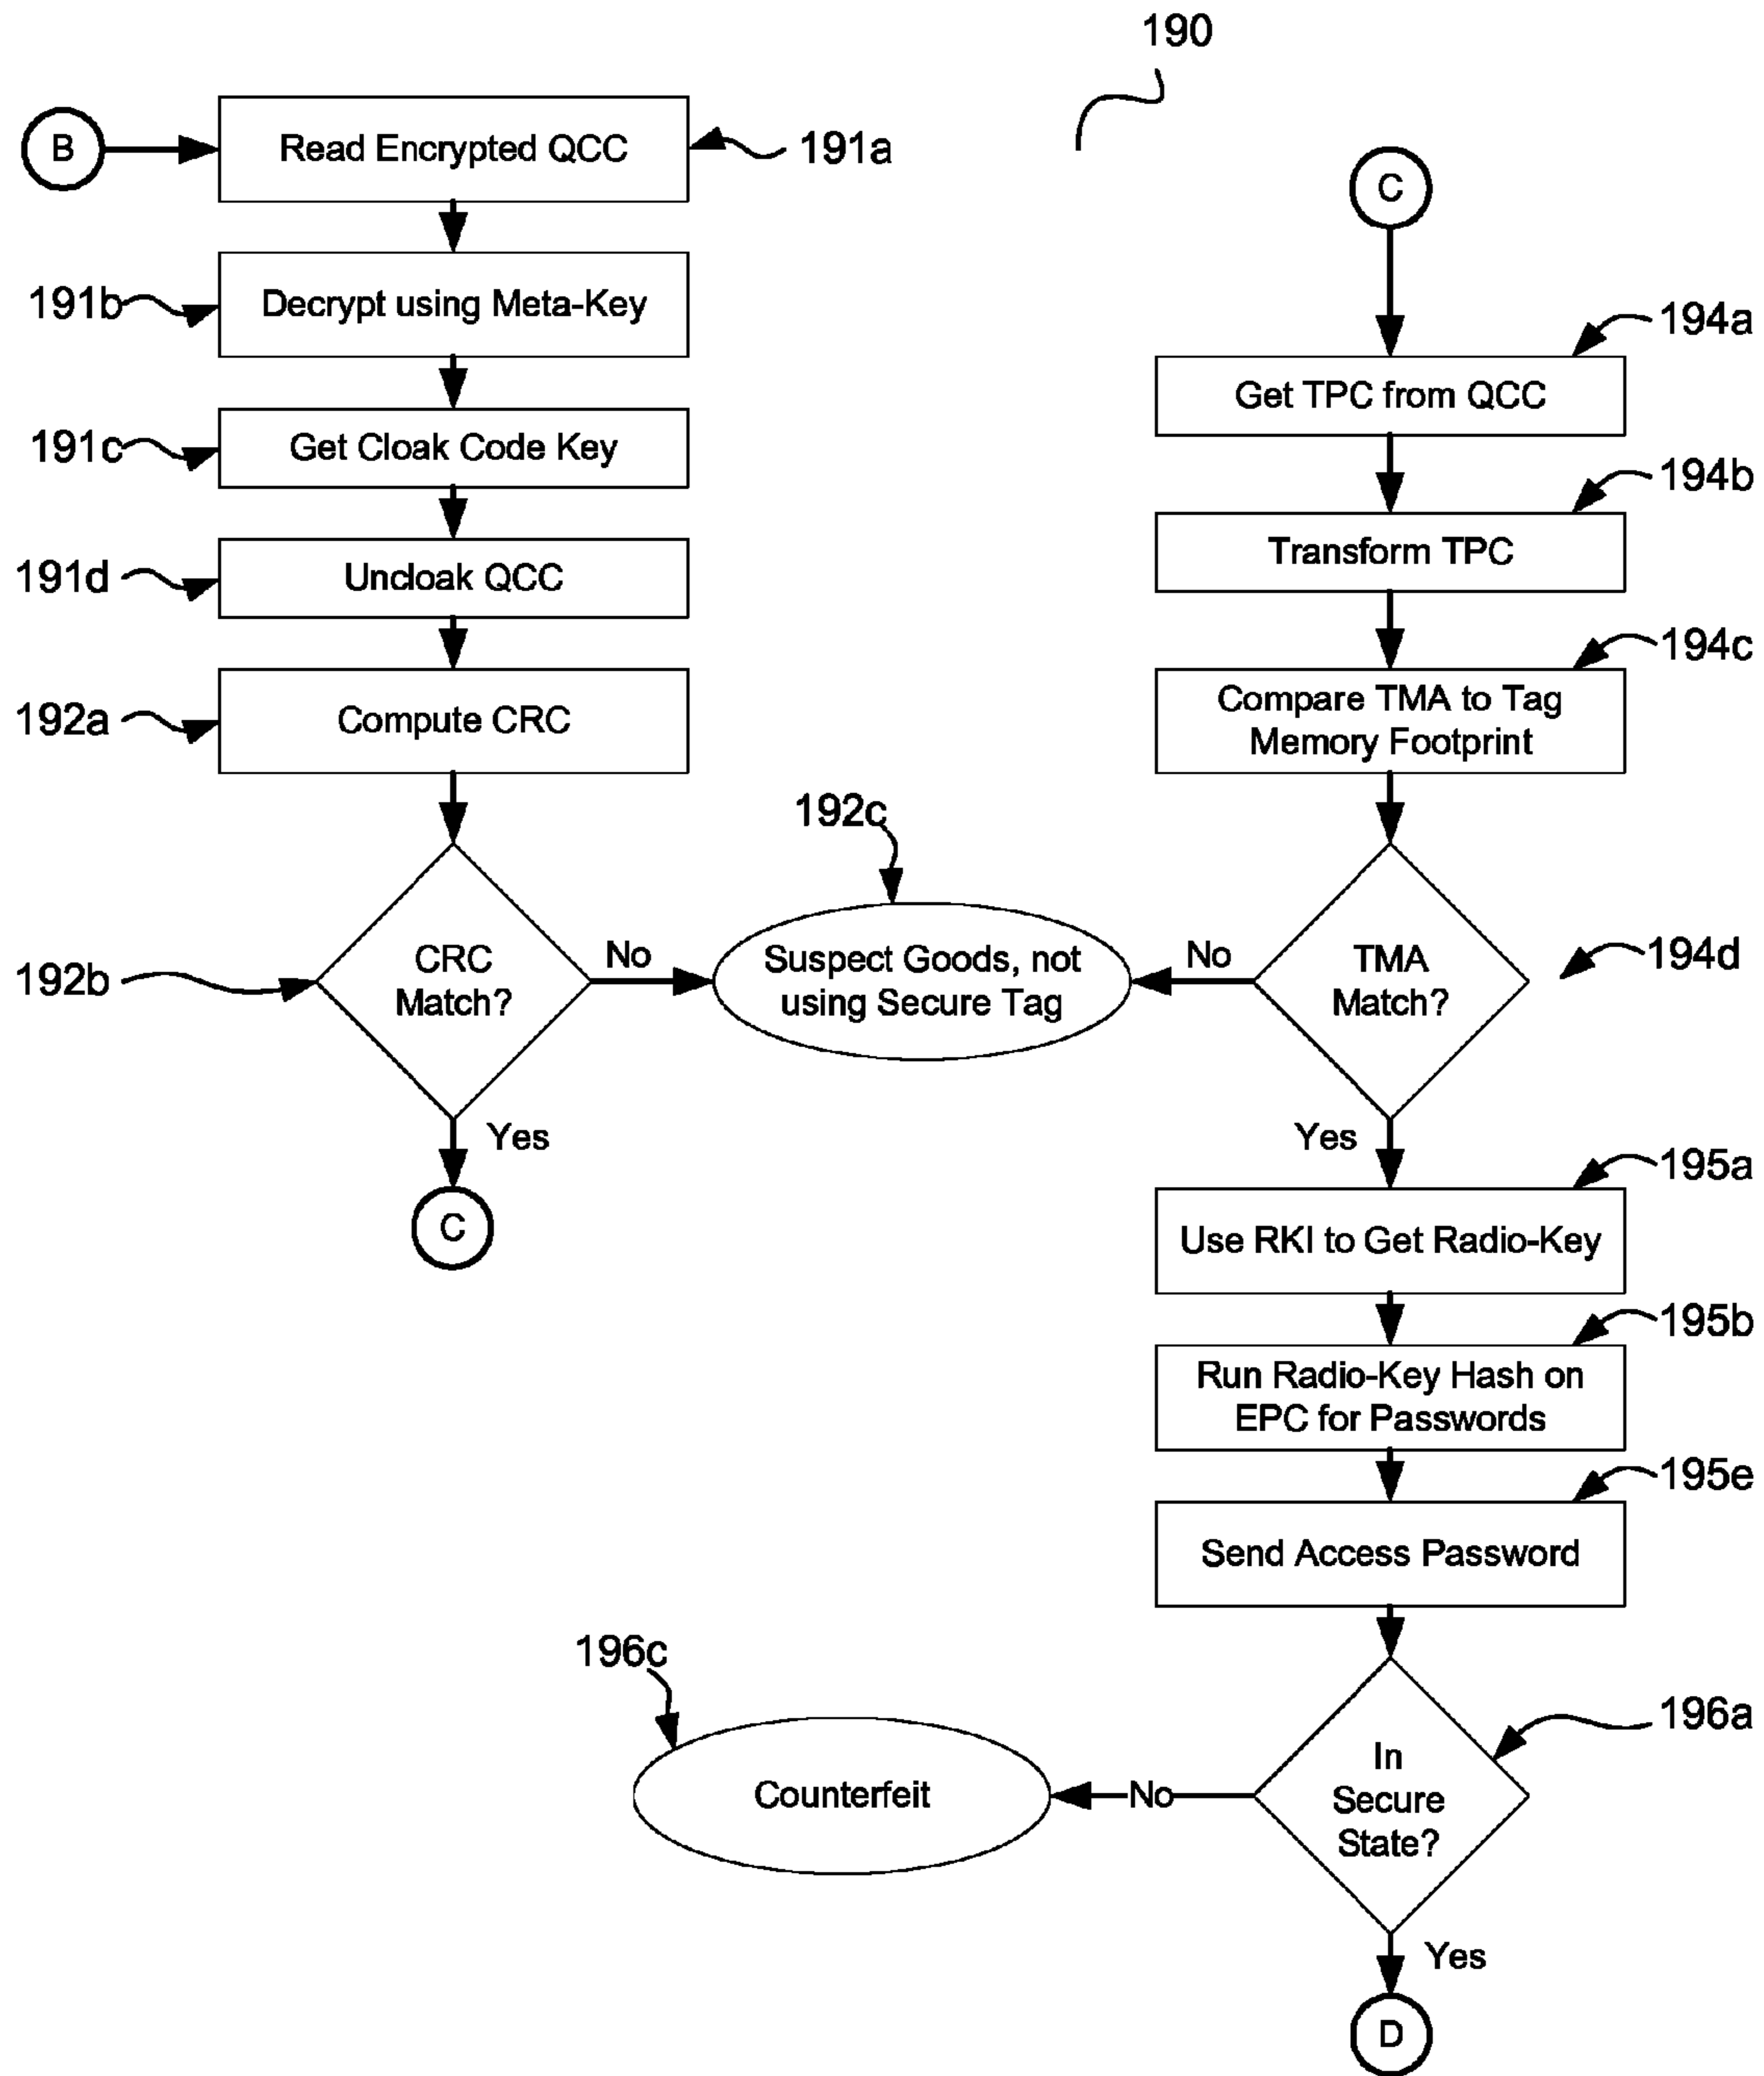 190
B
Read Encrypted QCC
191a
191b
Decrypt using Meta-Key
191c
Get Cloak Code Key
191d
Uncloak QCC
192a
Compute CRC
192b
CRC
Match?
No
Yes
C
192c
Suspect Goods, not
using Secure Tag
C
194a
Get TPC from QCC
194b
Transform TPC
194c
Compare TMA to Tag
Memory Footprint
No
TMA
Match?
194d
Yes
195a
Use RKI to Get Radio-Key
195b
Run Radio-Key Hash on
EPC for Passwords
195e
Send Access Password
196c
Counterfeit
No
In
Secure
State?
196a
Yes
D